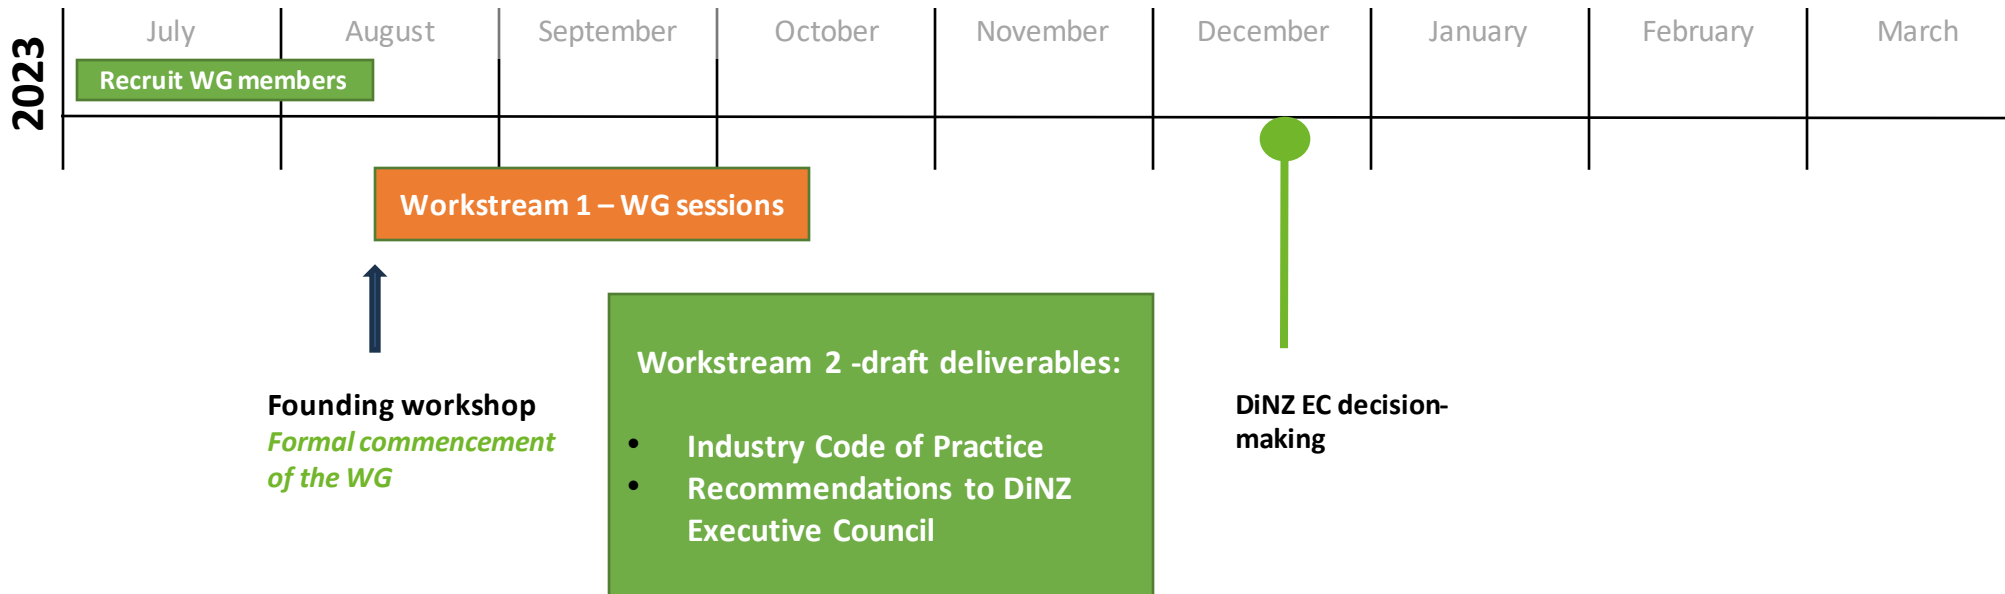 2023
July August September October November December January February March
Recruit WG members
Workstream 1 – WG sessions
Founding workshop
Formal commencement
of the WG
Workstream 2 -draft deliverables:
• Industry Code of Practice
• Recommendations to DiNZ
Executive Council
DiNZ EC decision-
making